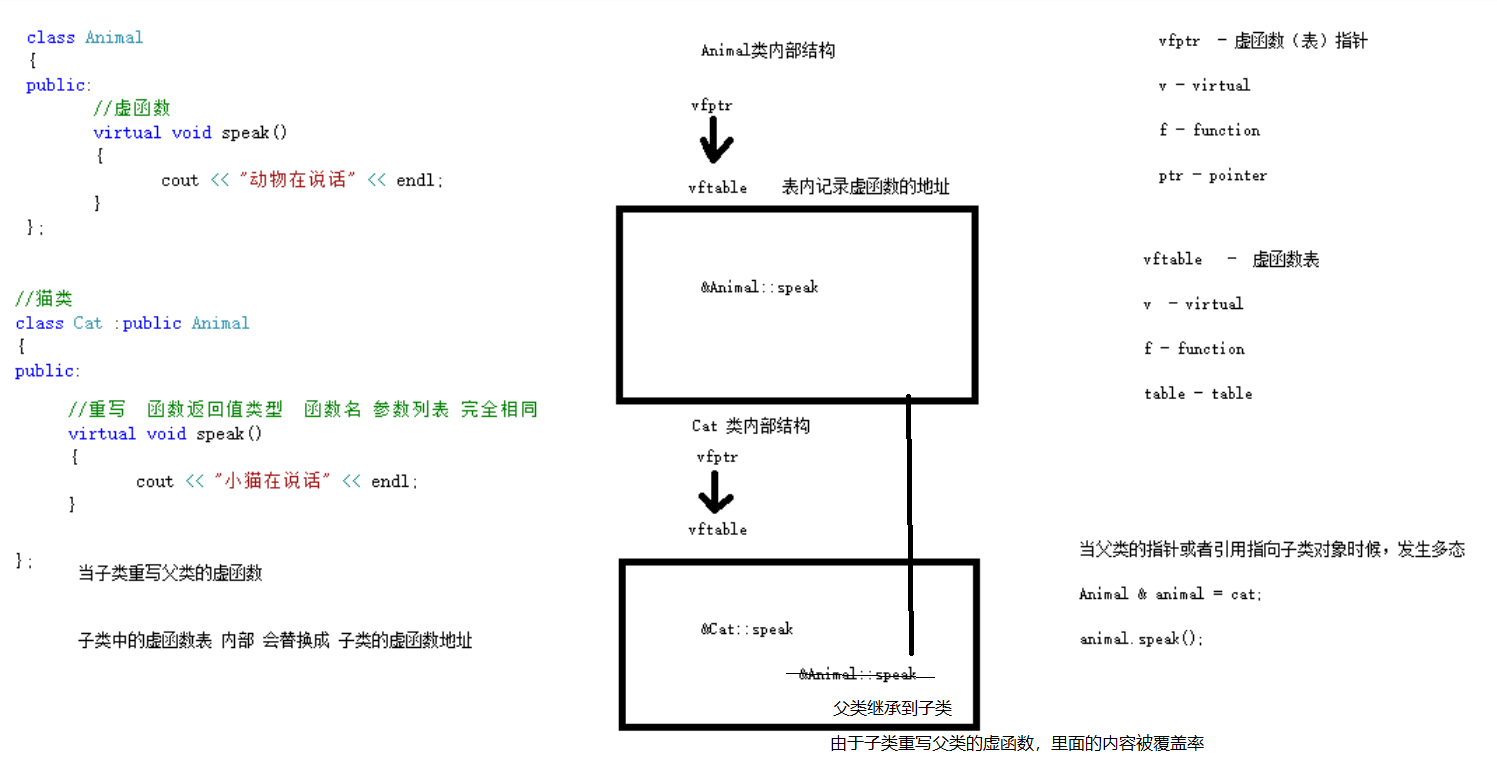 class Animal
{
public:
//虚函数
virtual void speak()
{
cout << "动物在说话" << endl;
}
};
//猫类
class Cat :public Animal
{
public:
//重写 函数返回值类型 函数名 参数列表 完全相同
virtual void speak()
{
cout << "小猫在说话" << endl;
}
};
当子类重写父类的虚函数
子类中的虚函数表 内部 会替换成 子类的虚函数地址
Animal类内部结构
vfptr
vftable 表内记录虚函数的地址
&Animal::speak
Cat 类内部结构
vfptr
vftable
&Cat::speak
&Animal::speak
父类继承到子类
由于子类重写父类的虚函数，里面的内容被覆盖率
vfptr - 虚函数（表）指针
v - virtual
f - function
ptr - pointer
vftable - 虚函数表
v - virtual
f - function
table - table
当父类的指针或者引用指向子类对象时候，发生多态
Animal & animal = cat;
animal.speak();